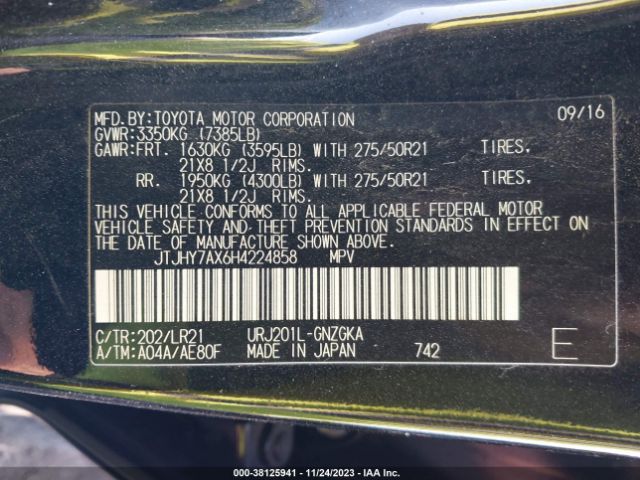 MFD.BY:TOYOTA MOTOR CORPORATION 09/16
GVWR:3350KG (7385LB)
GAWR:FRT. 1630KG (3595LB) WITH 275/50R21 TIRES.
21X8 1/2J RIMS.
RR. 1950KG (4300LB) WITH 275/50R21 TIRES.
21X8 1/2J RIMS.
THIS VEHICLE CONFORMS TO ALL APPLICABLE FEDERAL MOTOR
VEHICLE SAFETY AND-THEFT PREVENTION STANDARDS IN EFFECT ON
THE DATE OF MANUFACTURE SHOWN ABOVE.
JTJHY7AX6H4224858 MPV
C/TR:202/LR21 URJ201L-GNZGKA
A/TM:A04A/AE80F MADE IN JAPAN 742 E
000-38125941 - 11/24/2023 - IAA Inc.